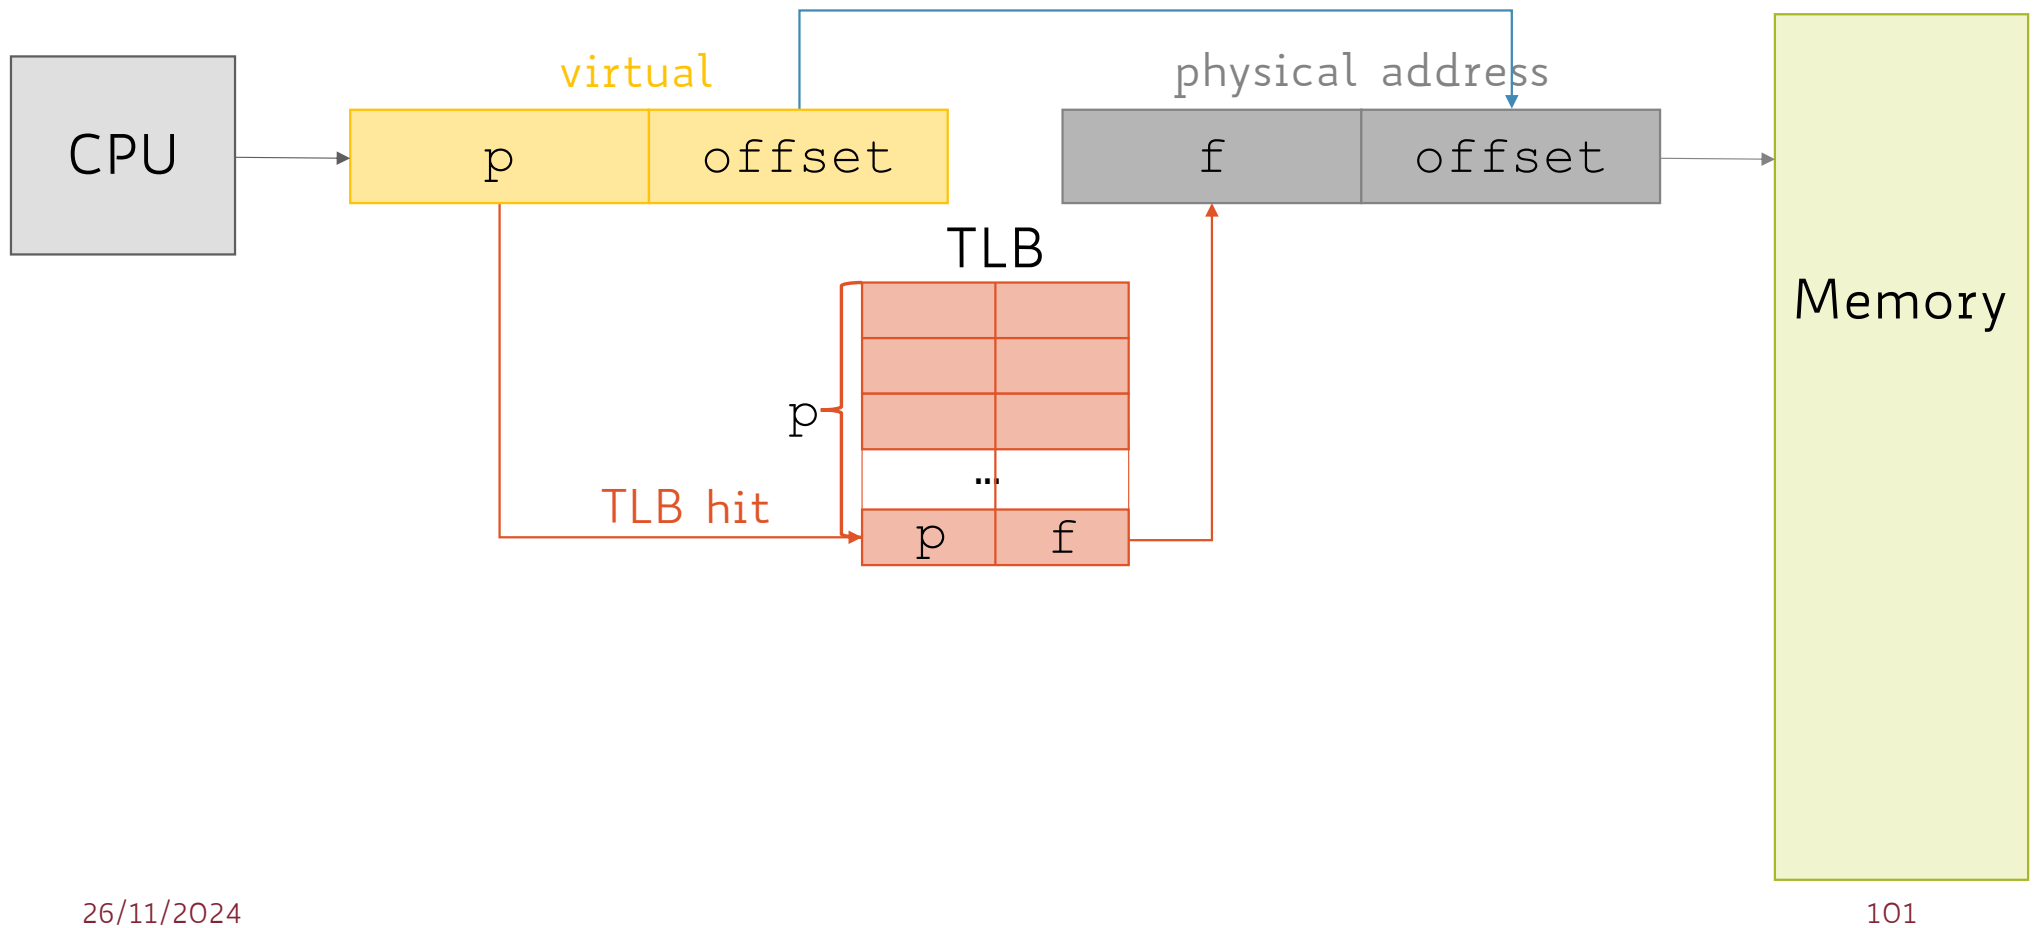 virtual
physical address
CPU
p
offset
f
offset
TLB
Memory
p
…
TLB hit
p
f
26/11/2024
101